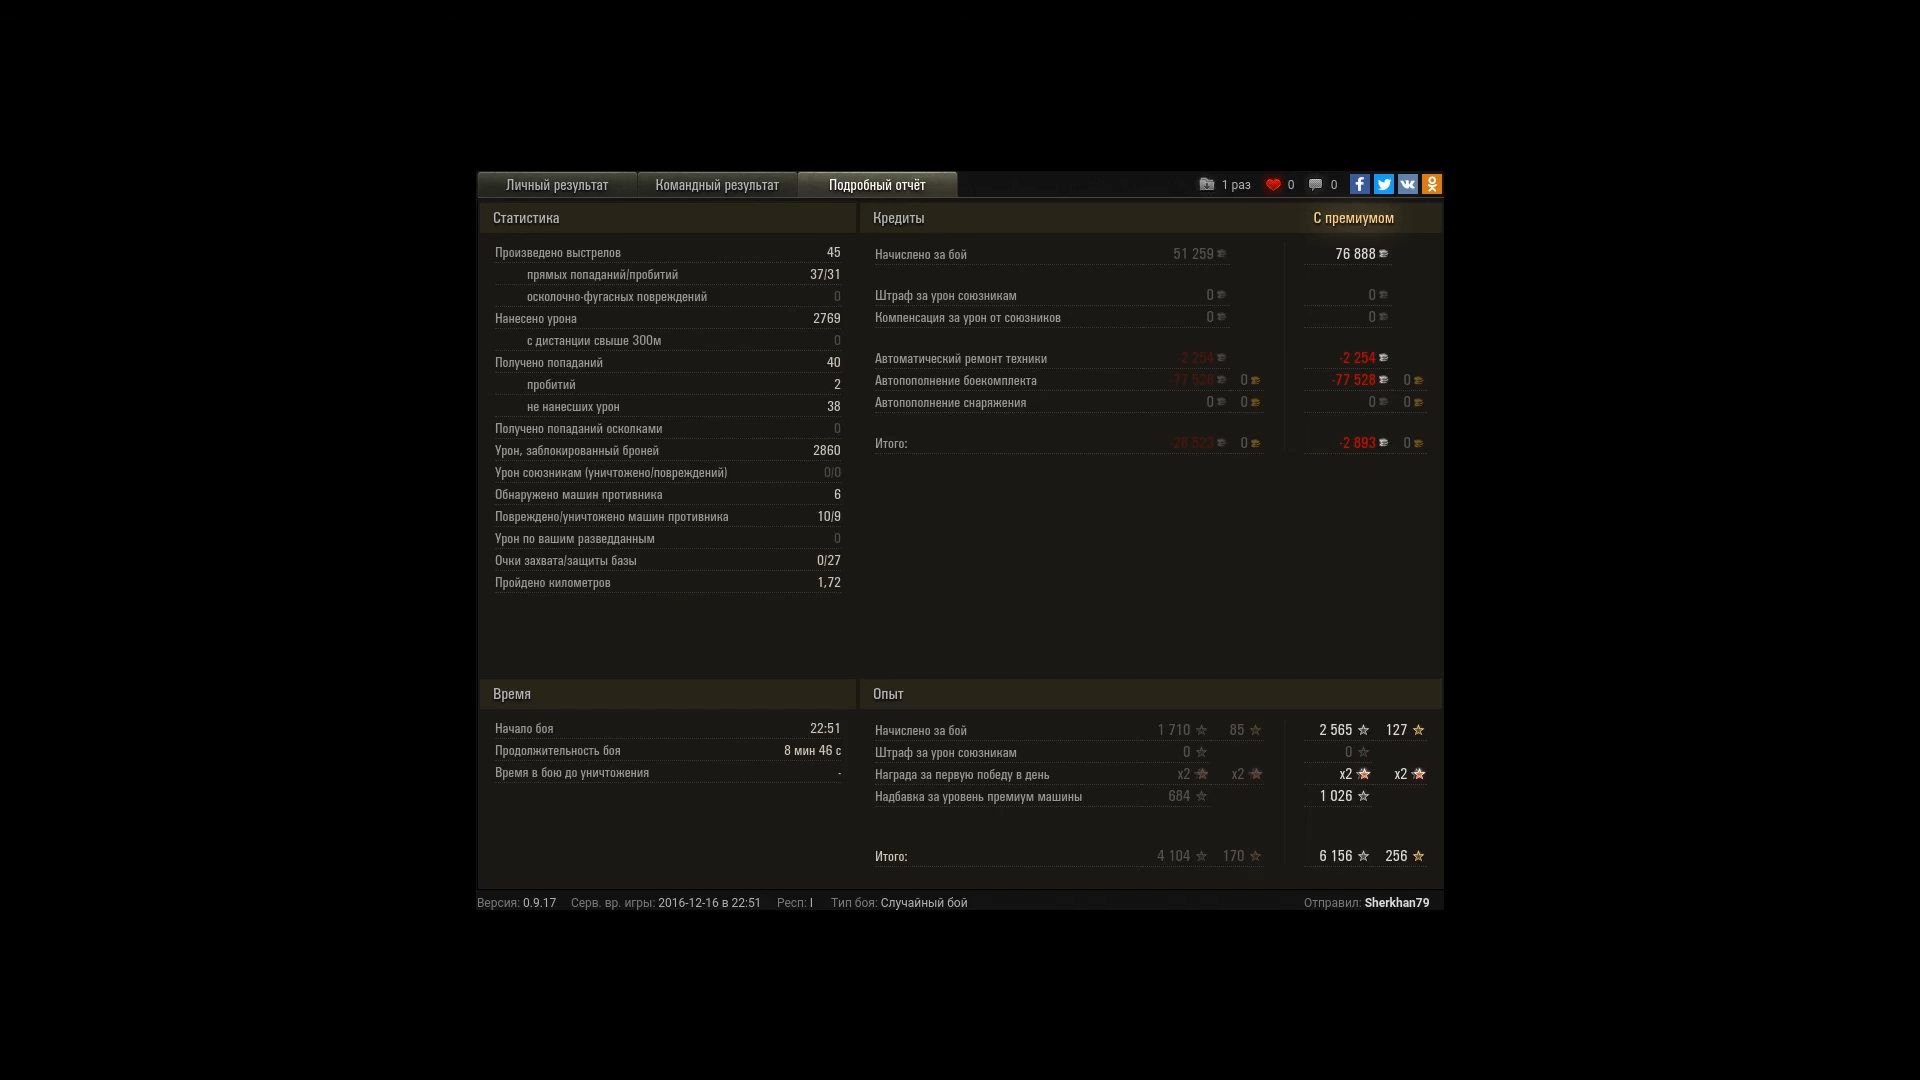 Личный результат Командный результат Подробный отчёт 1 раз 0 0
Статистика
Произведено выстрелов 45
прямых попаданий/пробитий 37/31
осколочно-фугасных повреждений 0
Нанесено урона 2769
с дистанции свыше 300м 0
Получено попаданий 40
пробитий 2
не нанесших урон 38
Получено попаданий осколками 0
Урон, заблокированный броней 2860
Урон союзникам (уничтожено/повреждений) 0/0
Обнаружено машин противника 6
Повреждено/уничтожено машин противника 10/9
Урон по вашим разведданным 0
Очки захвата/защиты базы 0/27
Пройдено километров 1,72
Кредиты С премиумом
Начислено за бой 51 259 76 888
Штраф за урон союзникам 0 0
Компенсация за урон от союзников 0 0
Автоматический ремонт техники -2 254 -2 254
Автопополнение боекомплекта -77 528 0 -77 528 0
Автопополнение снаряжения 0 0 0 0
Итого: -28 523 0 -2 893 0
Время
Начало боя 22:51
Продолжительность боя 8 мин 46 с
Время в бою до уничтожения -
Опыт
Начислено за бой 1 710 85 2 565 127
Штраф за урон союзникам 0 0
Награда за первую победу в день x2 x2 x2 x2
Надбавка за уровень премиум машины 684 1 026
Итого: 4 104 170 6 156 256
Версия: 0.9.17 Серв. вр. игры: 2016-12-16 в 22:51 Респ: I Тип боя: Случайный бой Отправил: Sherkhan79